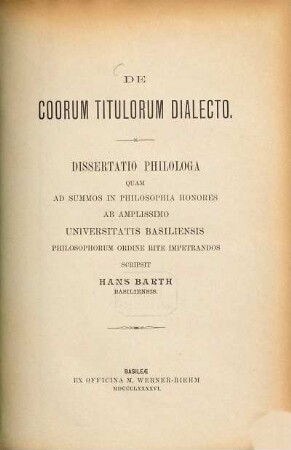 DE
COORUM TITULORUM DIALECTO.
DISSERTATIO PHILOLOGA
QUAM
AD SUMMOS IN PHILOSOPHIA HONORES
AB AMPLISSIMO
UNIVERSITATIS BASILIENSIS
PHILOSOPHORUM ORDINE RITE IMPETRANDOS
SCRIPSIT
HANS BARTH
BASILIENSIS.
BASILEÆ
EX OFFICINA M. WERNER-RIEHM
MDCCCLXXXXVI.